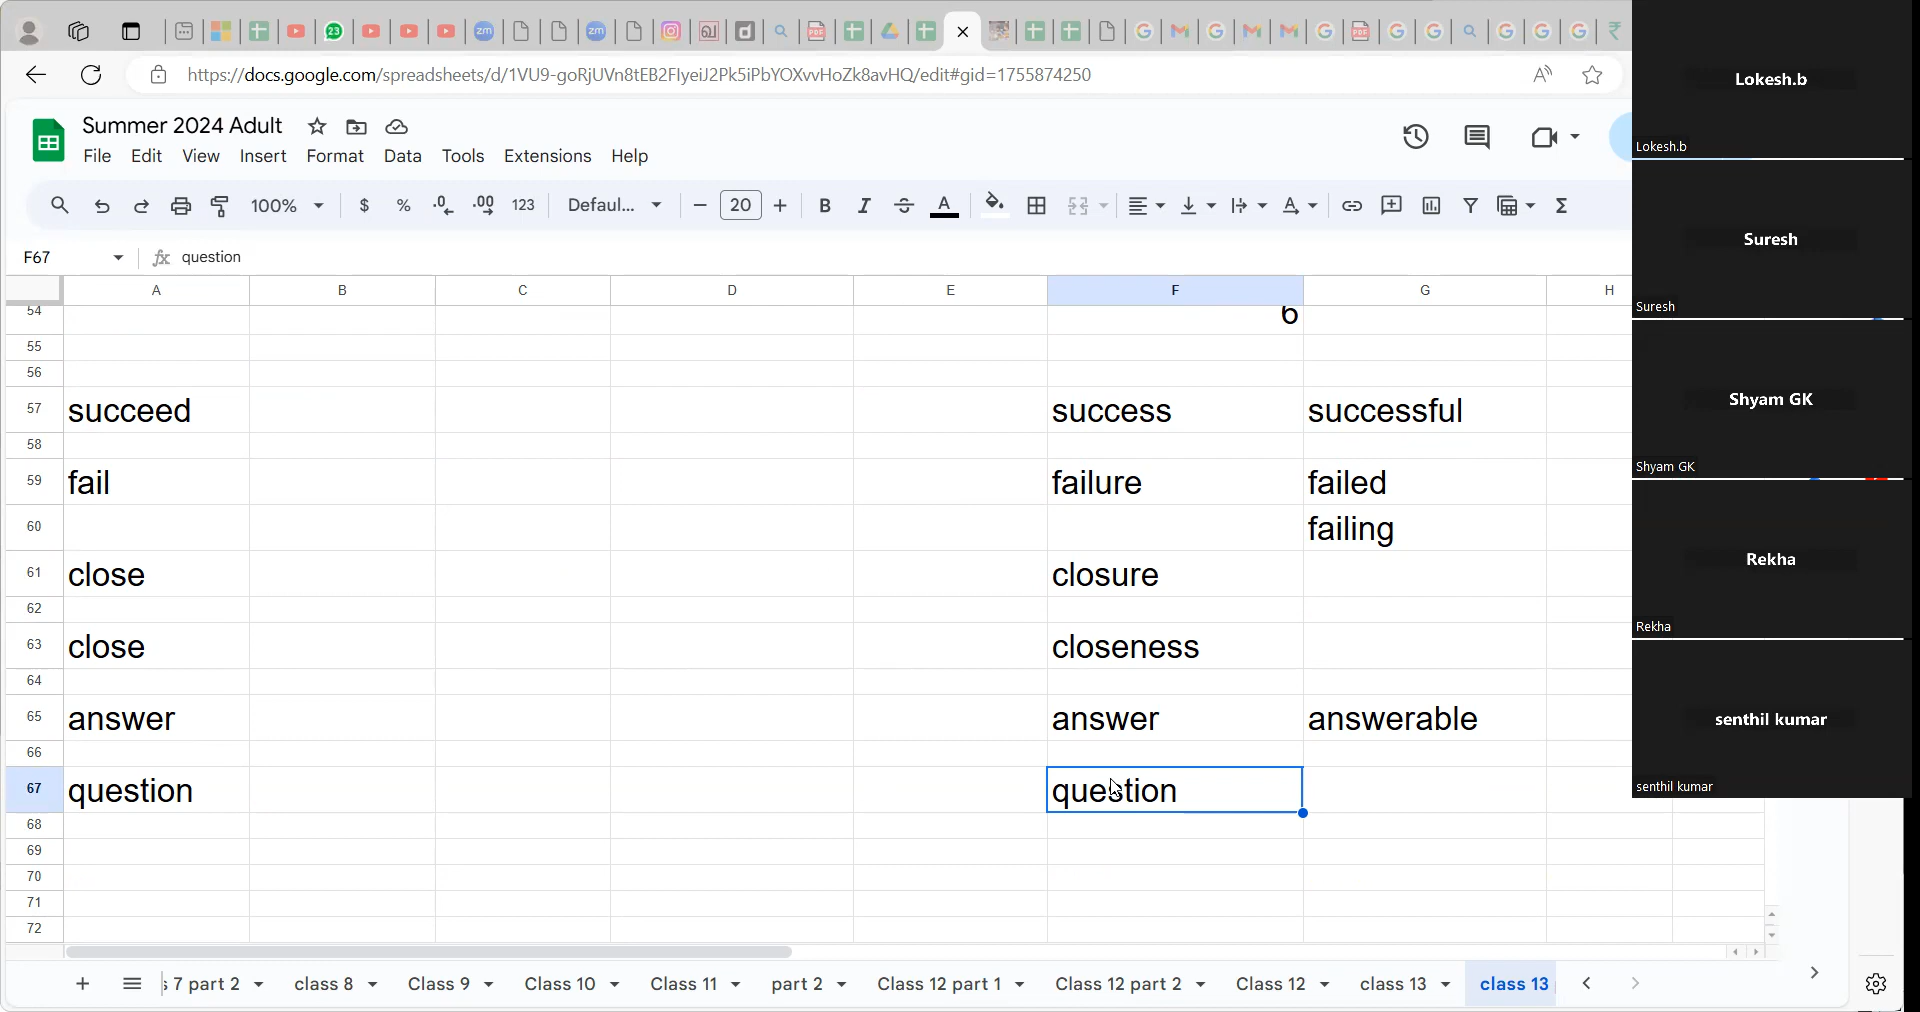 23
https://docs.google.com/spreadsheets/d/1VU9-goRjUVn8tEB2FlyeiJ2Pk5iPbYOXvvHoZk8avHQ/edit#gid=1755874250
Summer 2024 Adult
File Edit View Insert Format Data Tools Extensions Help
100% $ % .0 .00 123 Defaul... 20 B I A
F67 fx question
A B C D E F G H
54 6
55
56
57 succeed success successful
58
59 fail failure failed
60 failing
61 close closure
62
63 close closeness
64
65 answer answer answerable
66
67 question question
68
69
70
71
72
7 part 2 class 8 Class 9 Class 10 Class 11 part 2 Class 12 part 1 Class 12 part 2 Class 12 class 13 class 13
Lokesh.b
Lokesh.b
Suresh
Suresh
Shyam GK
Shyam GK
Rekha
Rekha
senthil kumar
senthil kumar